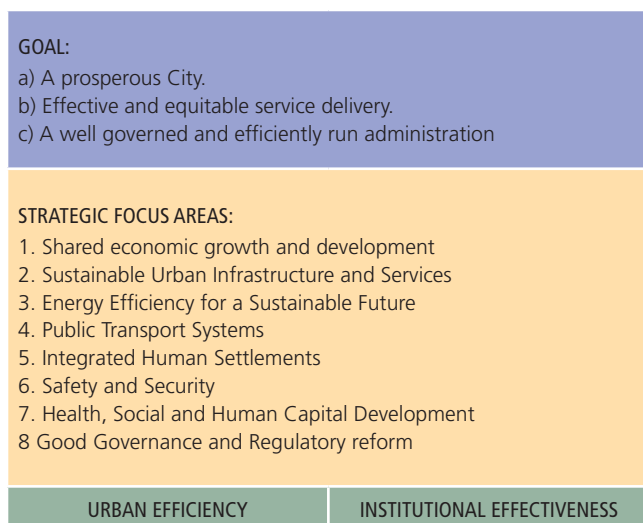 GOAL:
a) A prosperous City.
b) Effective and equitable service delivery.
c) A well governed and efficiently run administration
STRATEGIC FOCUS AREAS:
1. Shared economic growth and development
2. Sustainable Urban Infrastructure and Services
3. Energy Efficiency for a Sustainable Future
4. Public Transport Systems
5. Integrated Human Settlements
6. Safety and Security
7. Health, Social and Human Capital Development
8 Good Governance and Regulatory reform
URBAN EFFICIENCY
INSTITUTIONAL EFFECTIVENESS